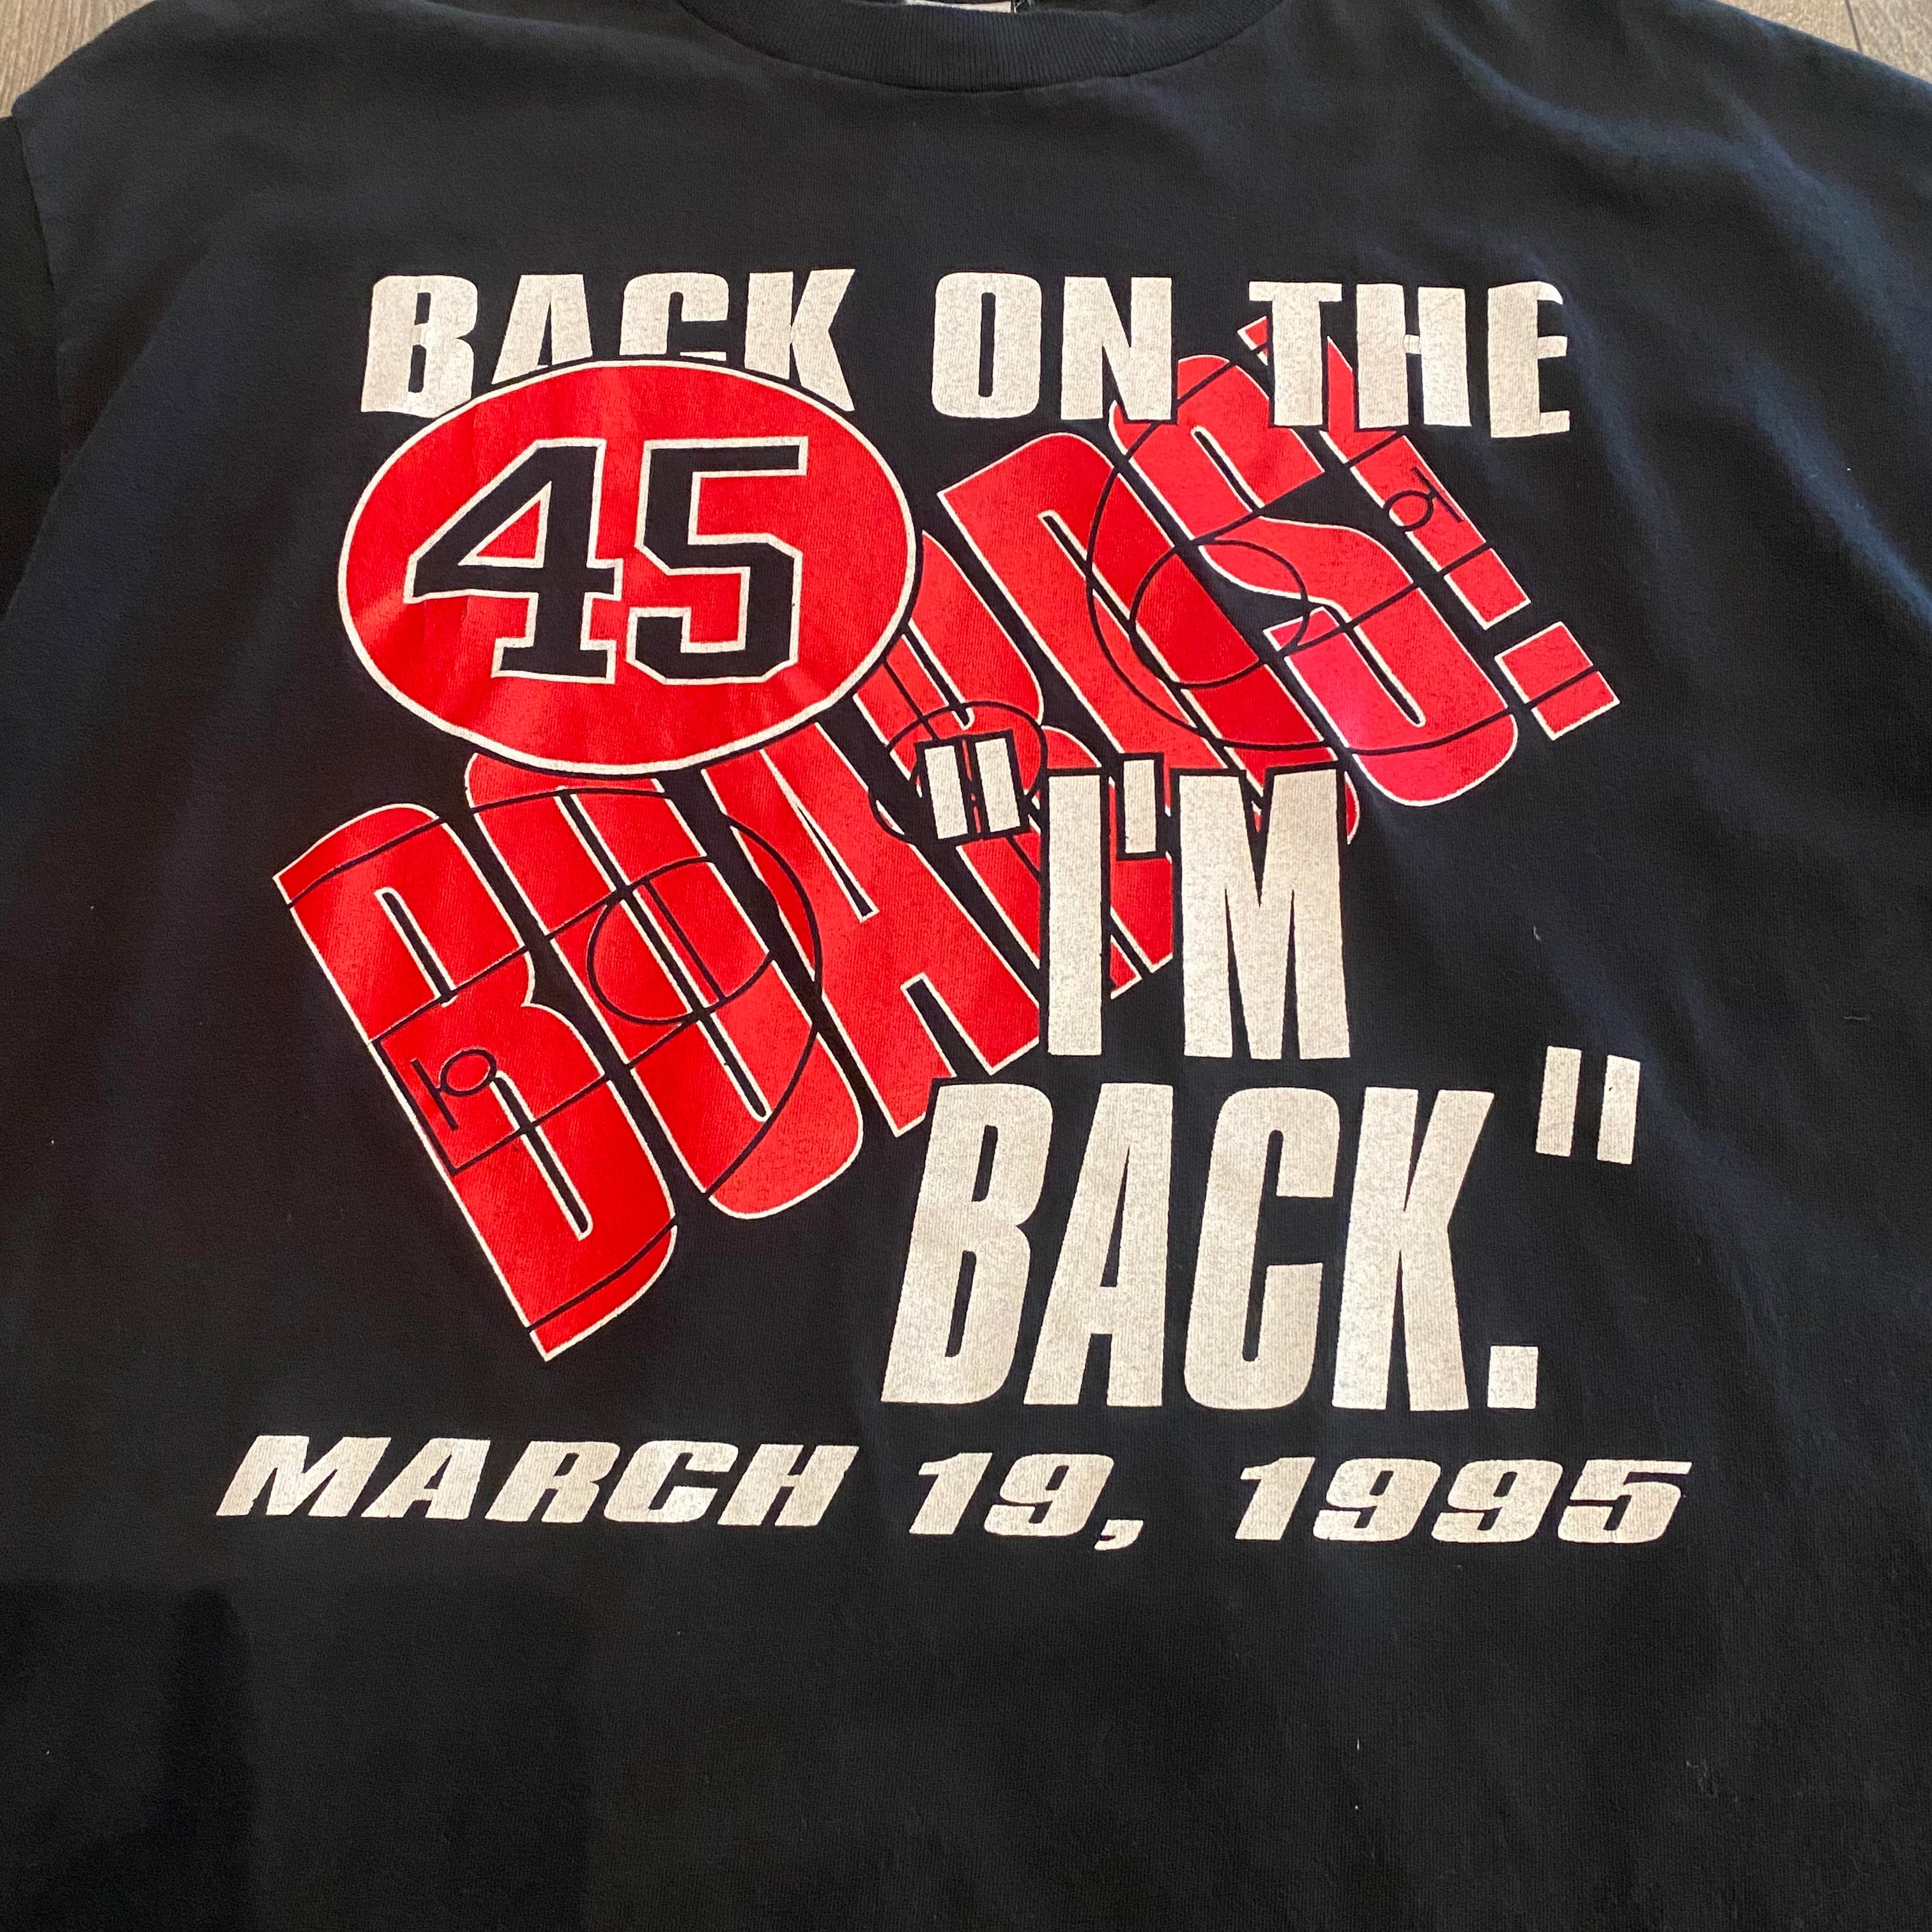 BACK ON THE
45
BOARDS!
"I'M
BACK."
MARCH 19, 1995